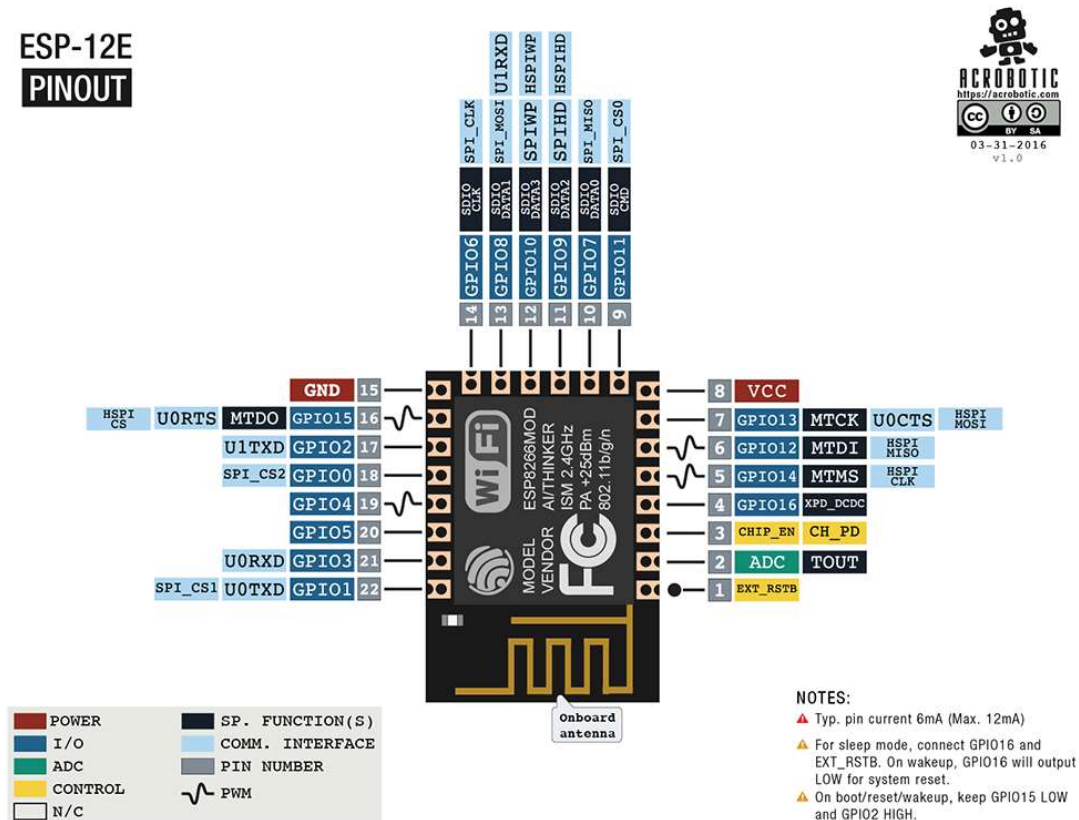 ESP-12E
PINOUT
ACROBOTIC
https://acrobotic.com
CC BY SA
03-31-2016
v1.0
SPI_CLK
SDIO CLK
GPIO6
14
U1RXD
SPI_MOSI
SDIO DATA1
GPIO8
13
HSPIWP
SPIWP
SDIO DATA3
GPIO10
12
HSPIHD
SPIHD
SDIO DATA2
GPIO9
11
SPI_MISO
SDIO DATA0
GPIO7
10
SPI_CS0
SDIO CMD
GPIO11
9
GND 15
HSPI CS U0RTS MTDO GPIO15 16
U1TXD GPIO2 17
SPI_CS2 GPIO0 18
GPIO4 19
GPIO5 20
U0RXD GPIO3 21
SPI_CS1 U0TXD GPIO1 22
8 VCC
7 GPIO13 MTCK U0CTS HSPI MOSI
6 GPIO12 MTDI HSPI MISO
5 GPIO14 MTMS HSPI CLK
4 GPIO16 XPD_DCDC
3 CHIP_EN CH_PD
2 ADC TOUT
1 EXT_RSTB
WiFi
MODEL ESP8266MOD
VENDOR AI/THINKER
ISM 2.4GHz
PA +25dBm
802.11b/g/n
FC
Onboard
antenna
POWER
I/O
ADC
CONTROL
N/C
SP. FUNCTION(S)
COMM. INTERFACE
PIN NUMBER
PWM
NOTES:
Typ. pin current 6mA (Max. 12mA)
For sleep mode, connect GPIO16 and
EXT_RSTB. On wakeup, GPIO16 will output
LOW for system reset.
On boot/reset/wakeup, keep GPIO15 LOW
and GPIO2 HIGH.